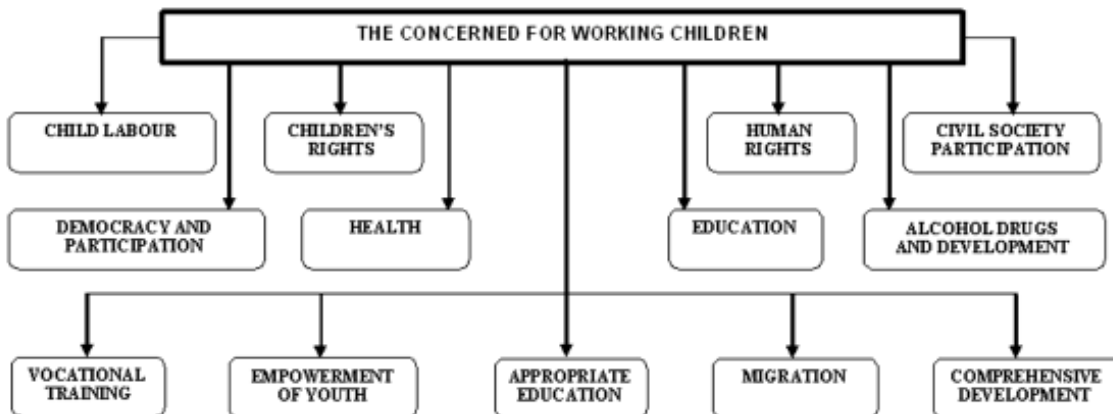 THE CONCERNED FOR WORKING CHILDREN
CHILD LABOUR
CHILDREN'S
RIGHTS
HUMAN
RIGHTS
CIVIL SOCIETY
PARTICIPATION
DEMOCRACY AND
PARTICIPATION
HEALTH
EDUCATION
ALCOHOL DRUGS
AND DEVELOPMENT
VOCATIONAL
TRAINING
EMPOWERMENT
OF YOUTH
APPROPRIATE
EDUCATION
MIGRATION
COMPREHENSIVE
DEVELOPMENT